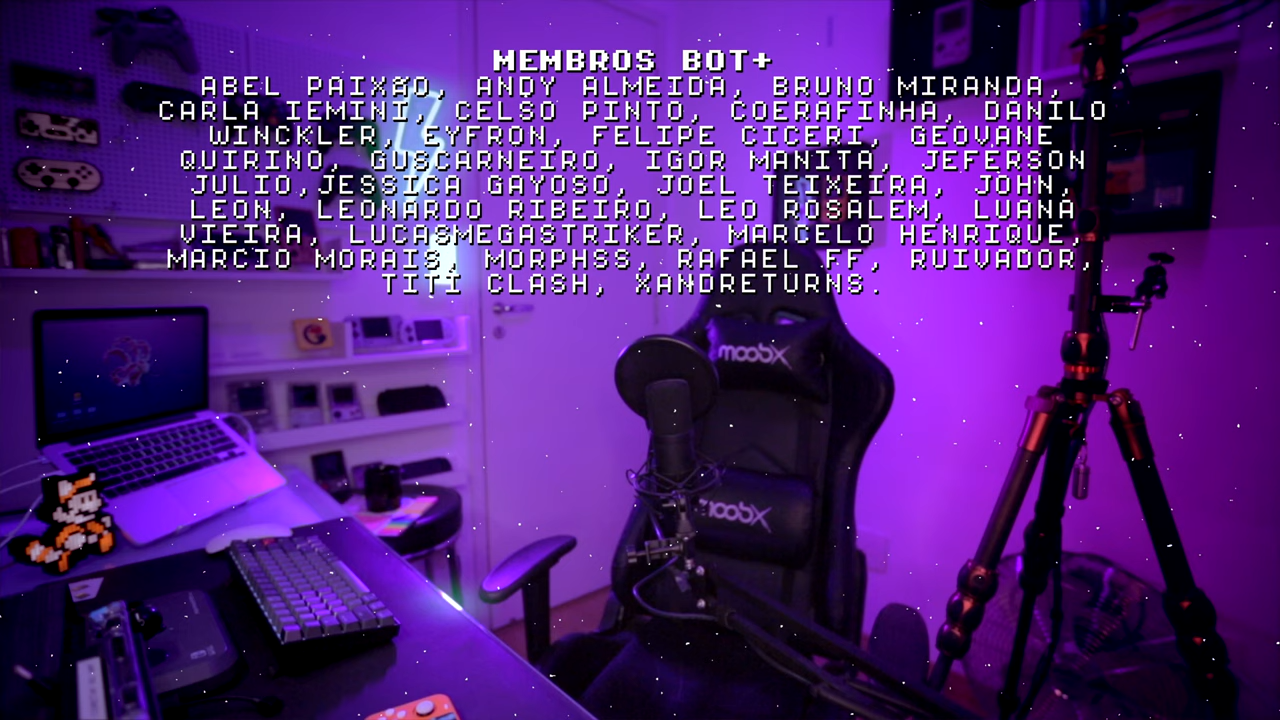 MEMBROS BOT+
ABEL PAIXÃO, ANDY ALMEIDA, BRUNO MIRANDA,
CARLA IEMINI, CELSO PINTO, COERAFINHA, DANILO
WINCKLER, EYFRON, FELIPE CICERI, GEOVANE
QUIRINO, GUSCARNEIRO, IGOR MANITA, JEFERSON
JULIO,JESSICA GAYOSO, JOEL TEIXEIRA, JOHN,
LEON, LEONARDO RIBEIRO, LEO ROSALEM, LUANA
VIEIRA, LUCASMEGASTRIKER, MARCELO HENRIQUE,
MARCIO MORAIS, MORPHSS, RAFAEL FF, RUIVADOR,
TITI CLASH, XANDRETURNS.
moobX
moobX